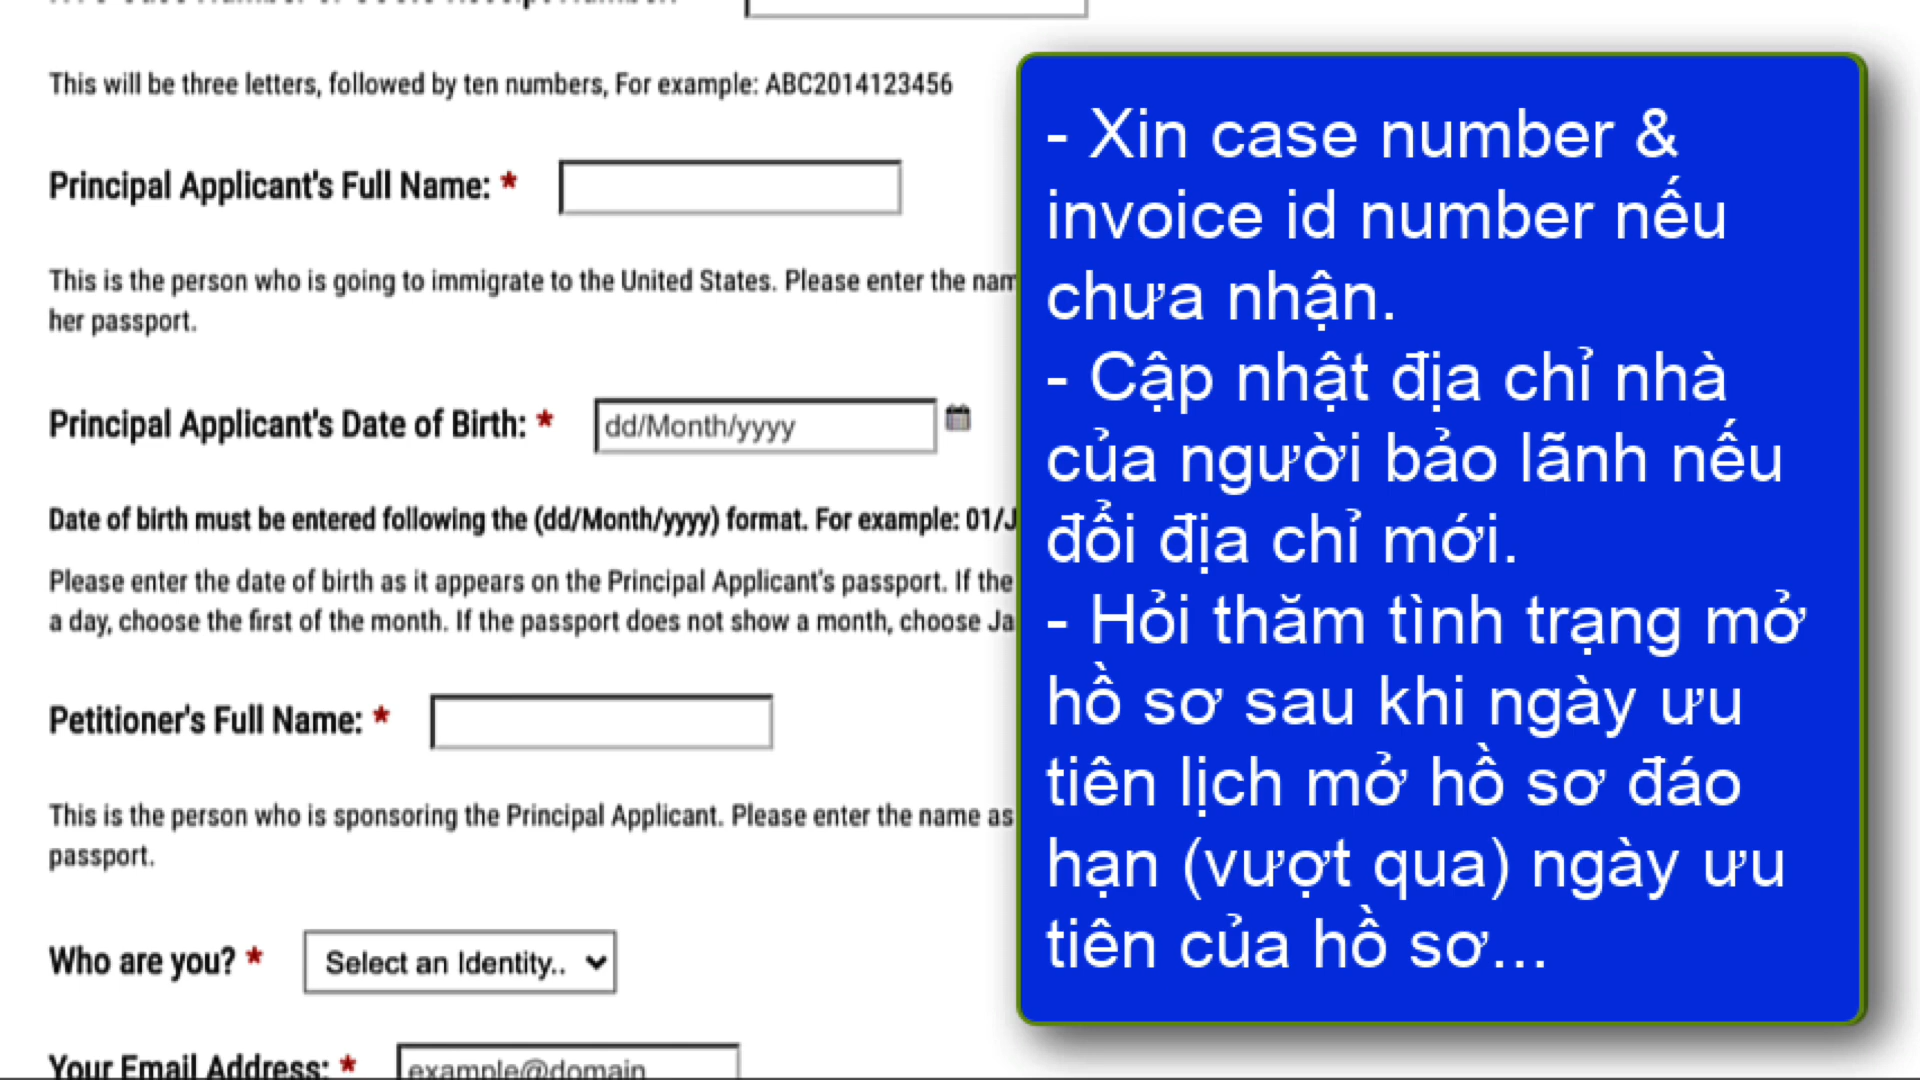 This will be three letters, followed by ten numbers, For example: ABC2014123456
Principal Applicant's Full Name: *
This is the person who is going to immigrate to the United States. Please enter the nam
her passport.
Principal Applicant's Date of Birth: *
dd/Month/yyyy
Date of birth must be entered following the (dd/Month/yyyy) format. For example: 01/J
Please enter the date of birth as it appears on the Principal Applicant's passport. If the
a day, choose the first of the month. If the passport does not show a month, choose Ja
Petitioner's Full Name: *
This is the person who is sponsoring the Principal Applicant. Please enter the name as
passport.
Who are you? *
Select an Identity..
Your Email Address: *
example@domain
- Xin case number &
invoice id number nếu
chưa nhận.
- Cập nhật địa chỉ nhà
của người bảo lãnh nếu
đổi địa chỉ mới.
- Hỏi thăm tình trạng mở
hồ sơ sau khi ngày ưu
tiên lịch mở hồ sơ đáo
hạn (vượt qua) ngày ưu
tiên của hồ sơ...